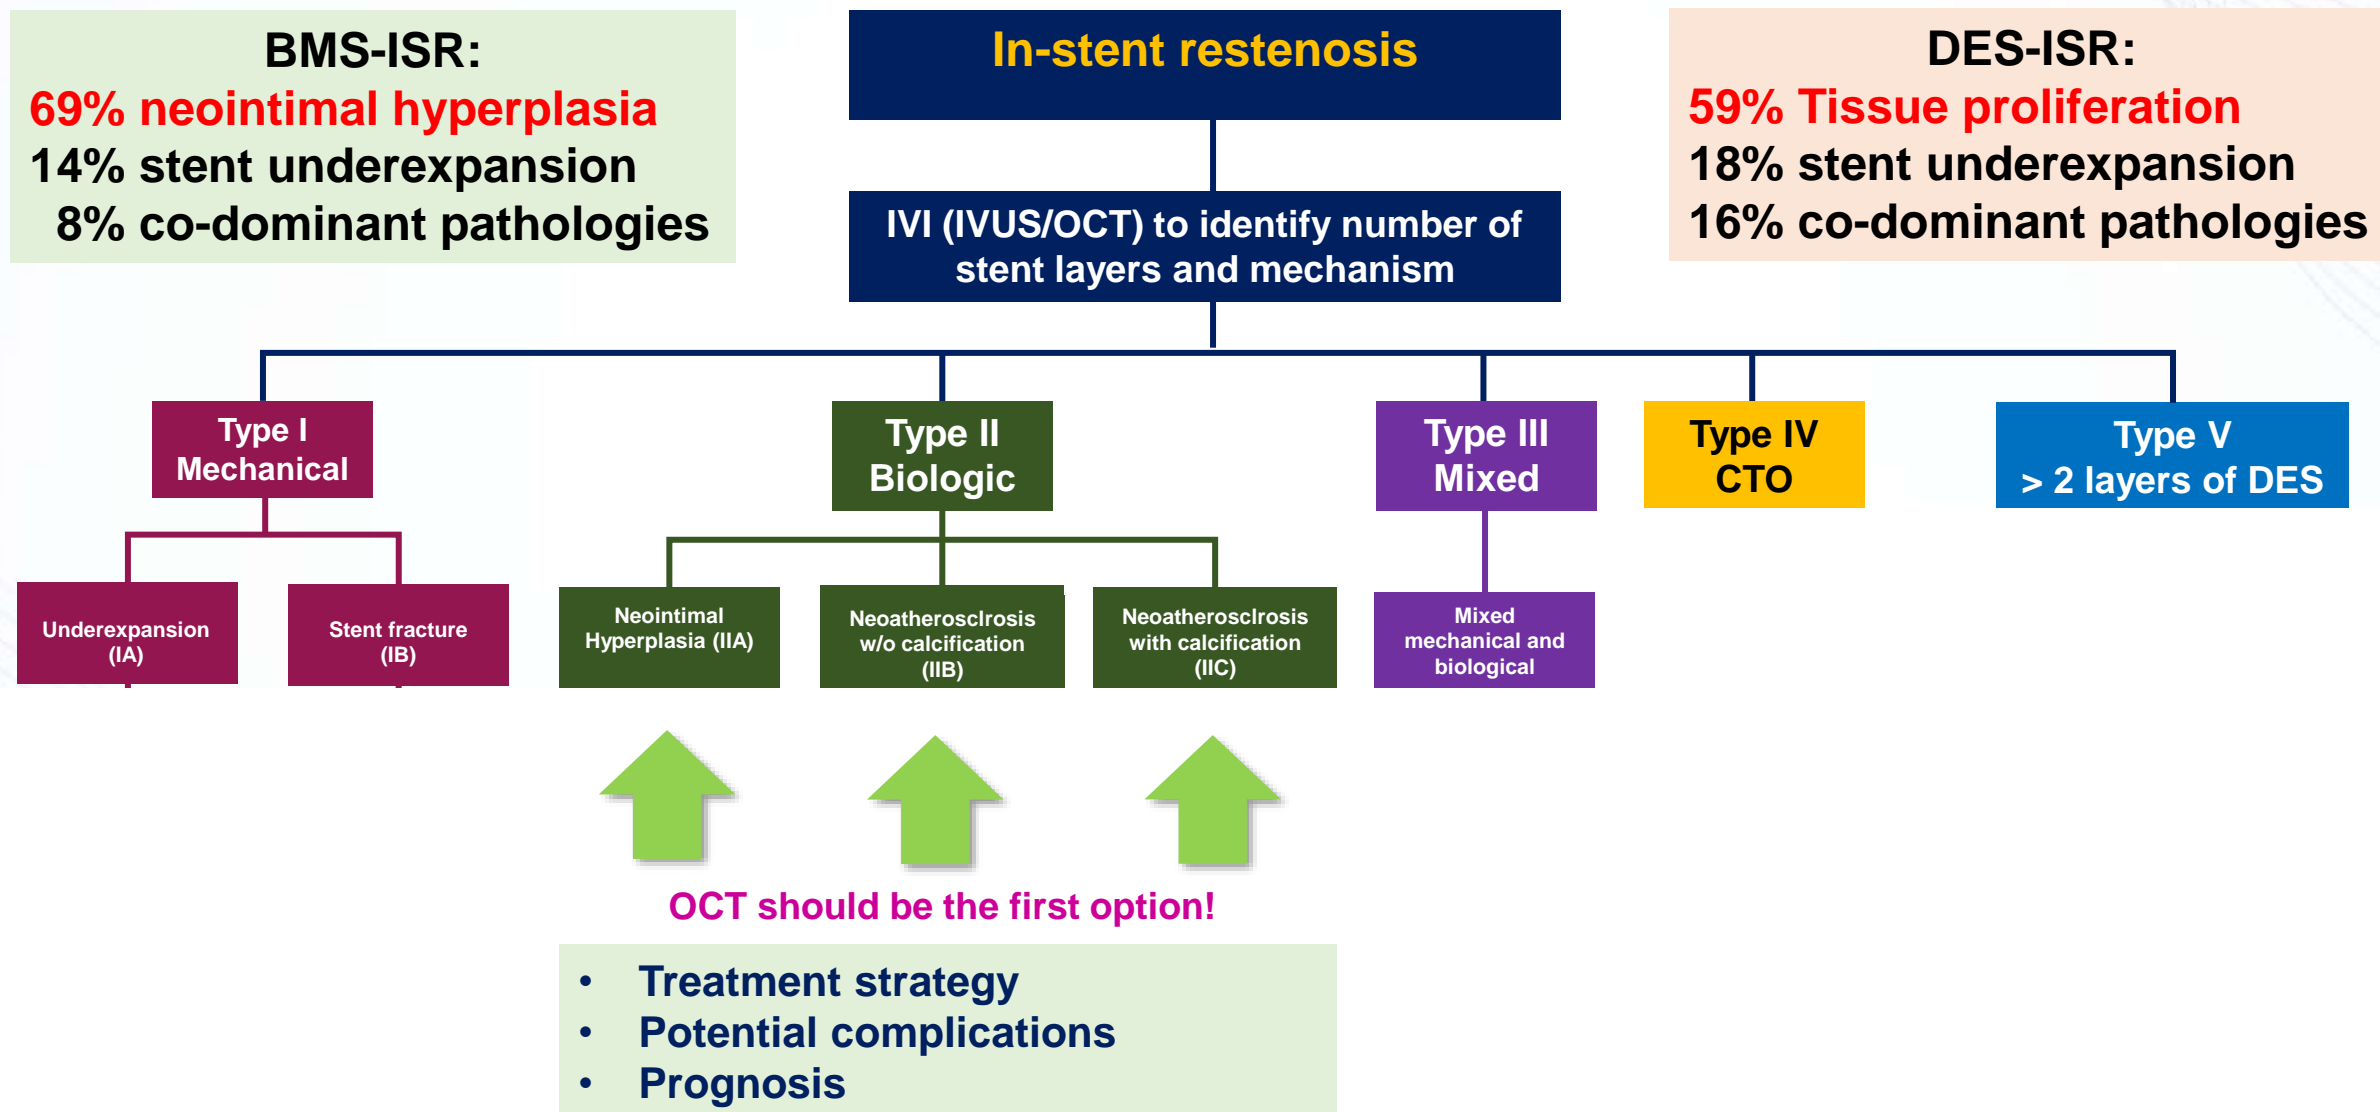 BMS-ISR:
69% neointimal hyperplasia
14% stent underexpansion
8% co-dominant pathologies
In-stent restenosis
DES-ISR:
59% Tissue proliferation
18% stent underexpansion
16% co-dominant pathologies
IVI (IVUS/OCT) to identify number of
stent layers and mechanism
Type I
Mechanical
Type II
Biologic
Type III
Mixed
Type IV
CTO
Type V
> 2 layers of DES
Underexpansion
(IA)
Stent fracture
(IB)
Neointimal
Hyperplasia (IIA)
Neoatherosclrosis
w/o calcification
(IIB)
Neoatherosclrosis
with calcification
(IIC)
Mixed
mechanical and
biological
OCT should be the first option!
• Treatment strategy
• Potential complications
• Prognosis